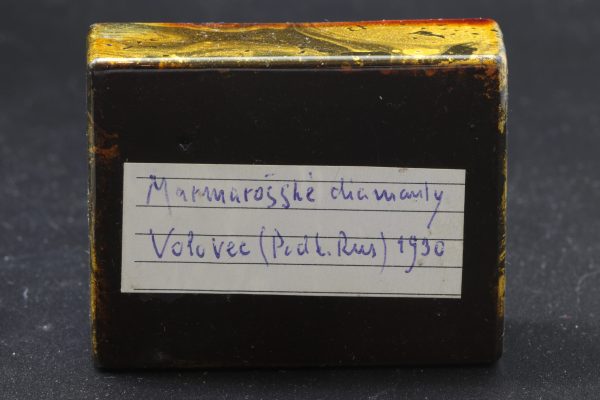 Marmarošské diamanty
Volovec (Podk. Rus) 1930